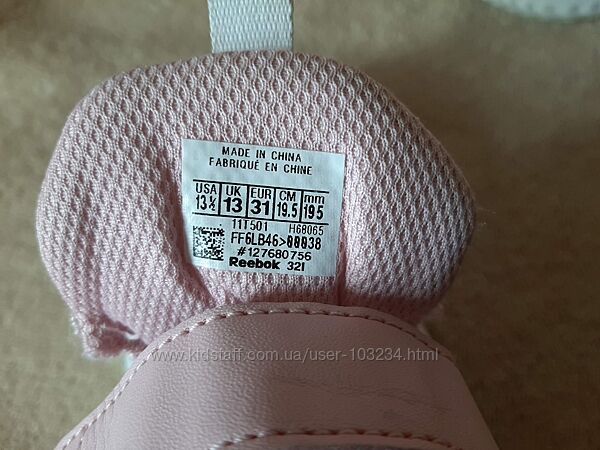 MADE IN CHINA
FABRIQUÉ EN CHINE
USA UK EUR CM mm
13½ 13 31 19.5 195
11T501 H68065
FF6LB46>00038
#127680756
Reebok 32I
www.kidstaff.com.ua/user-103234.html